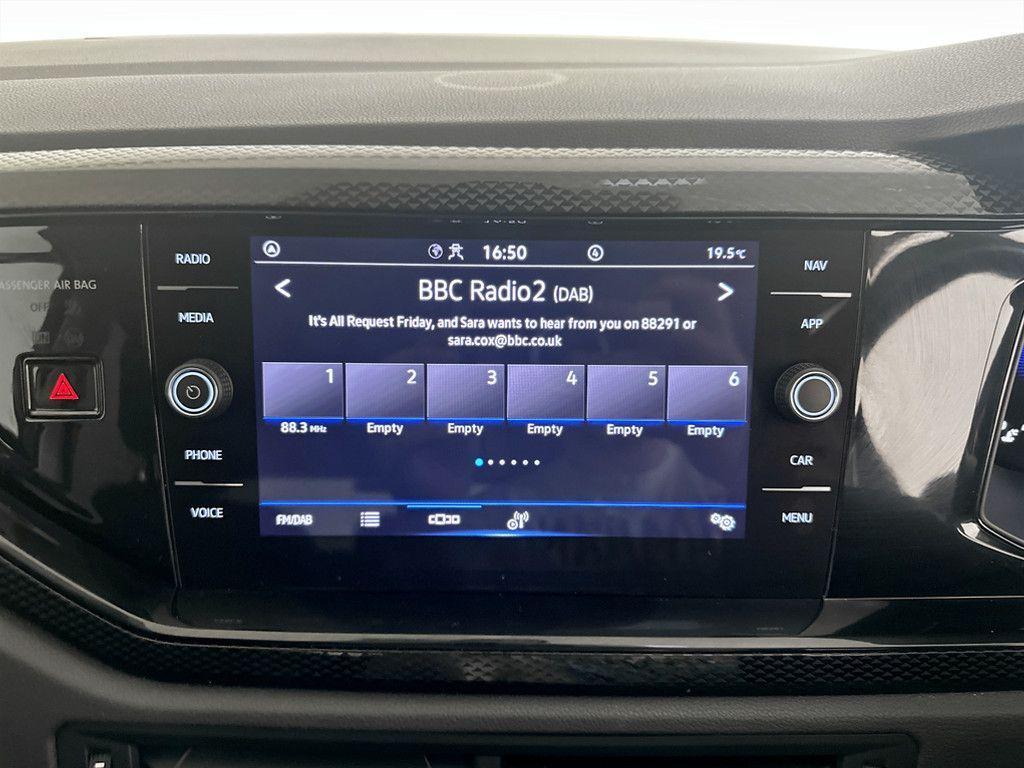 RADIO
MEDIA
PHONE
VOICE
PASSENGER AIR BAG
OFF
16:50
4
19.5°C
< BBC Radio2 (DAB) >
It's All Request Friday, and Sara wants to hear from you on 88291 or
sara.cox@bbc.co.uk
1 2 3 4 5 6
88.3 MHz Empty Empty Empty Empty Empty
FM/DAB
NAV
APP
CAR
MENU